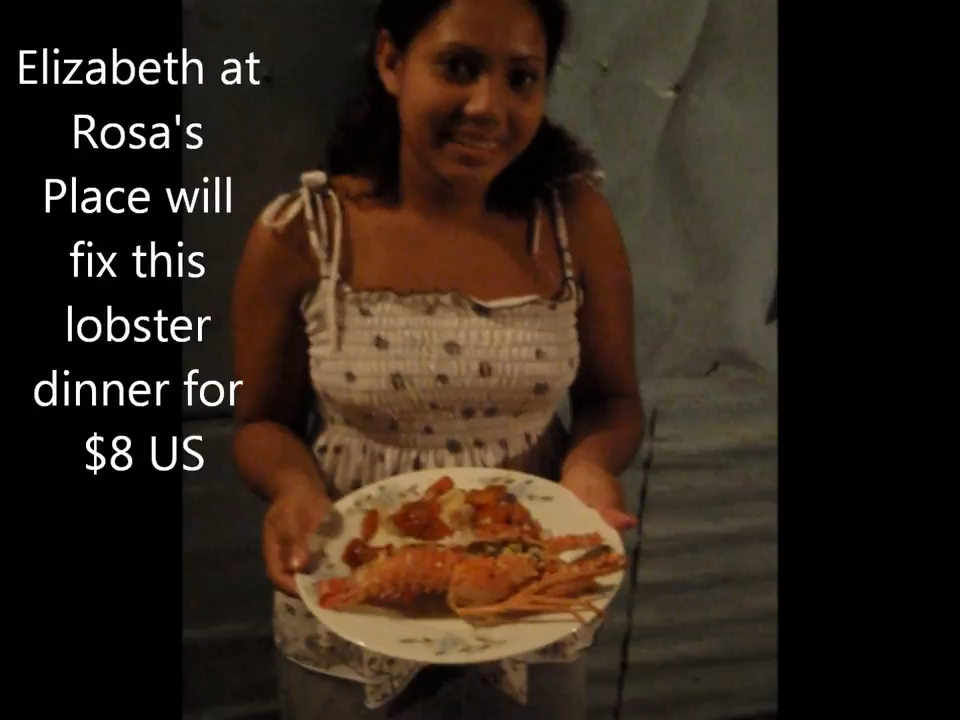 Elizabeth at
Rosa's
Place will
fix this
lobster
dinner for
$8 US